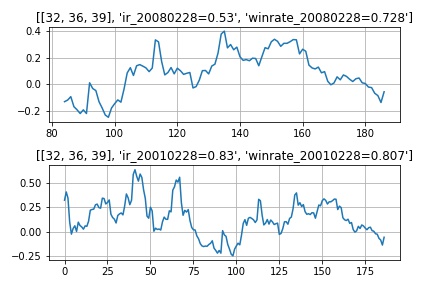 [[32, 36, 39], 'ir_20080228=0.53', 'winrate_20080228=0.728']
0.4
0.2
0.0
−0.2
80 100 120 140 160 180
[[32, 36, 39], 'ir_20010228=0.83', 'winrate_20010228=0.807']
0.50
0.25
0.00
−0.25
0 25 50 75 100 125 150 175